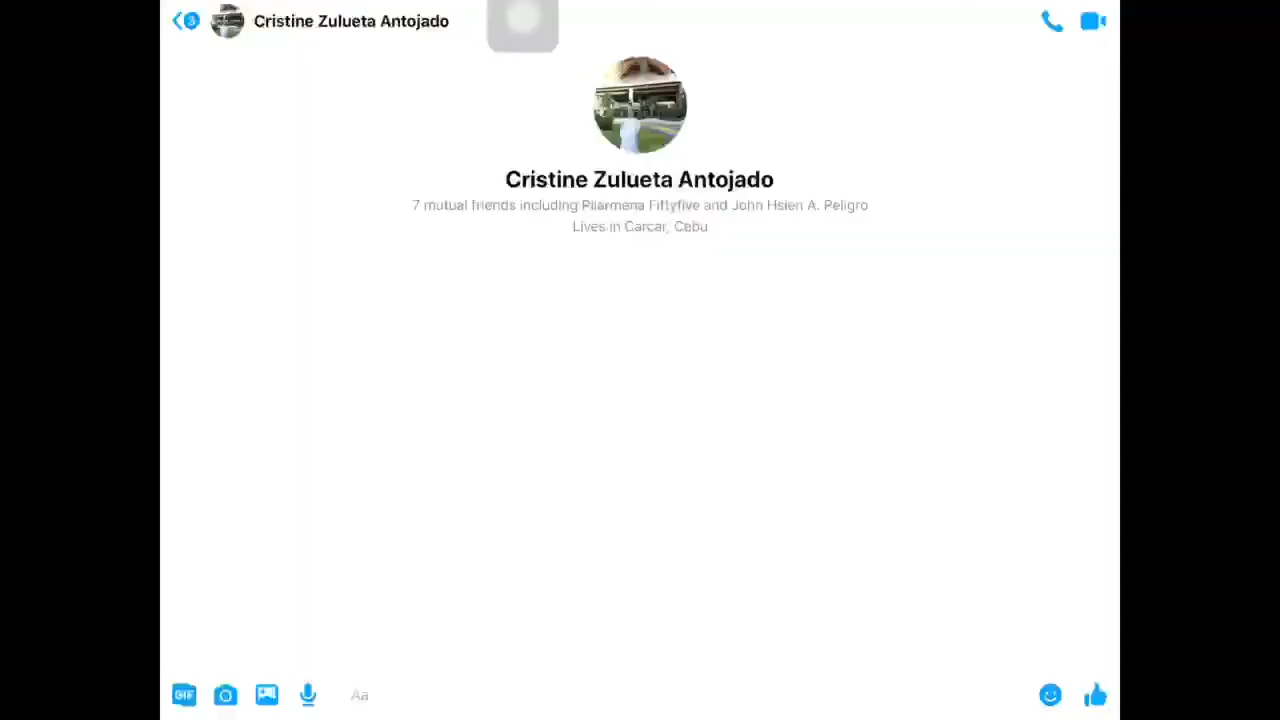 3
Cristine Zulueta Antojado
Cristine Zulueta Antojado
7 mutual friends including Pilarmena Fiftyfive and John Hsien A. Peligro
Lives in Carcar, Cebu
GIF
Aa